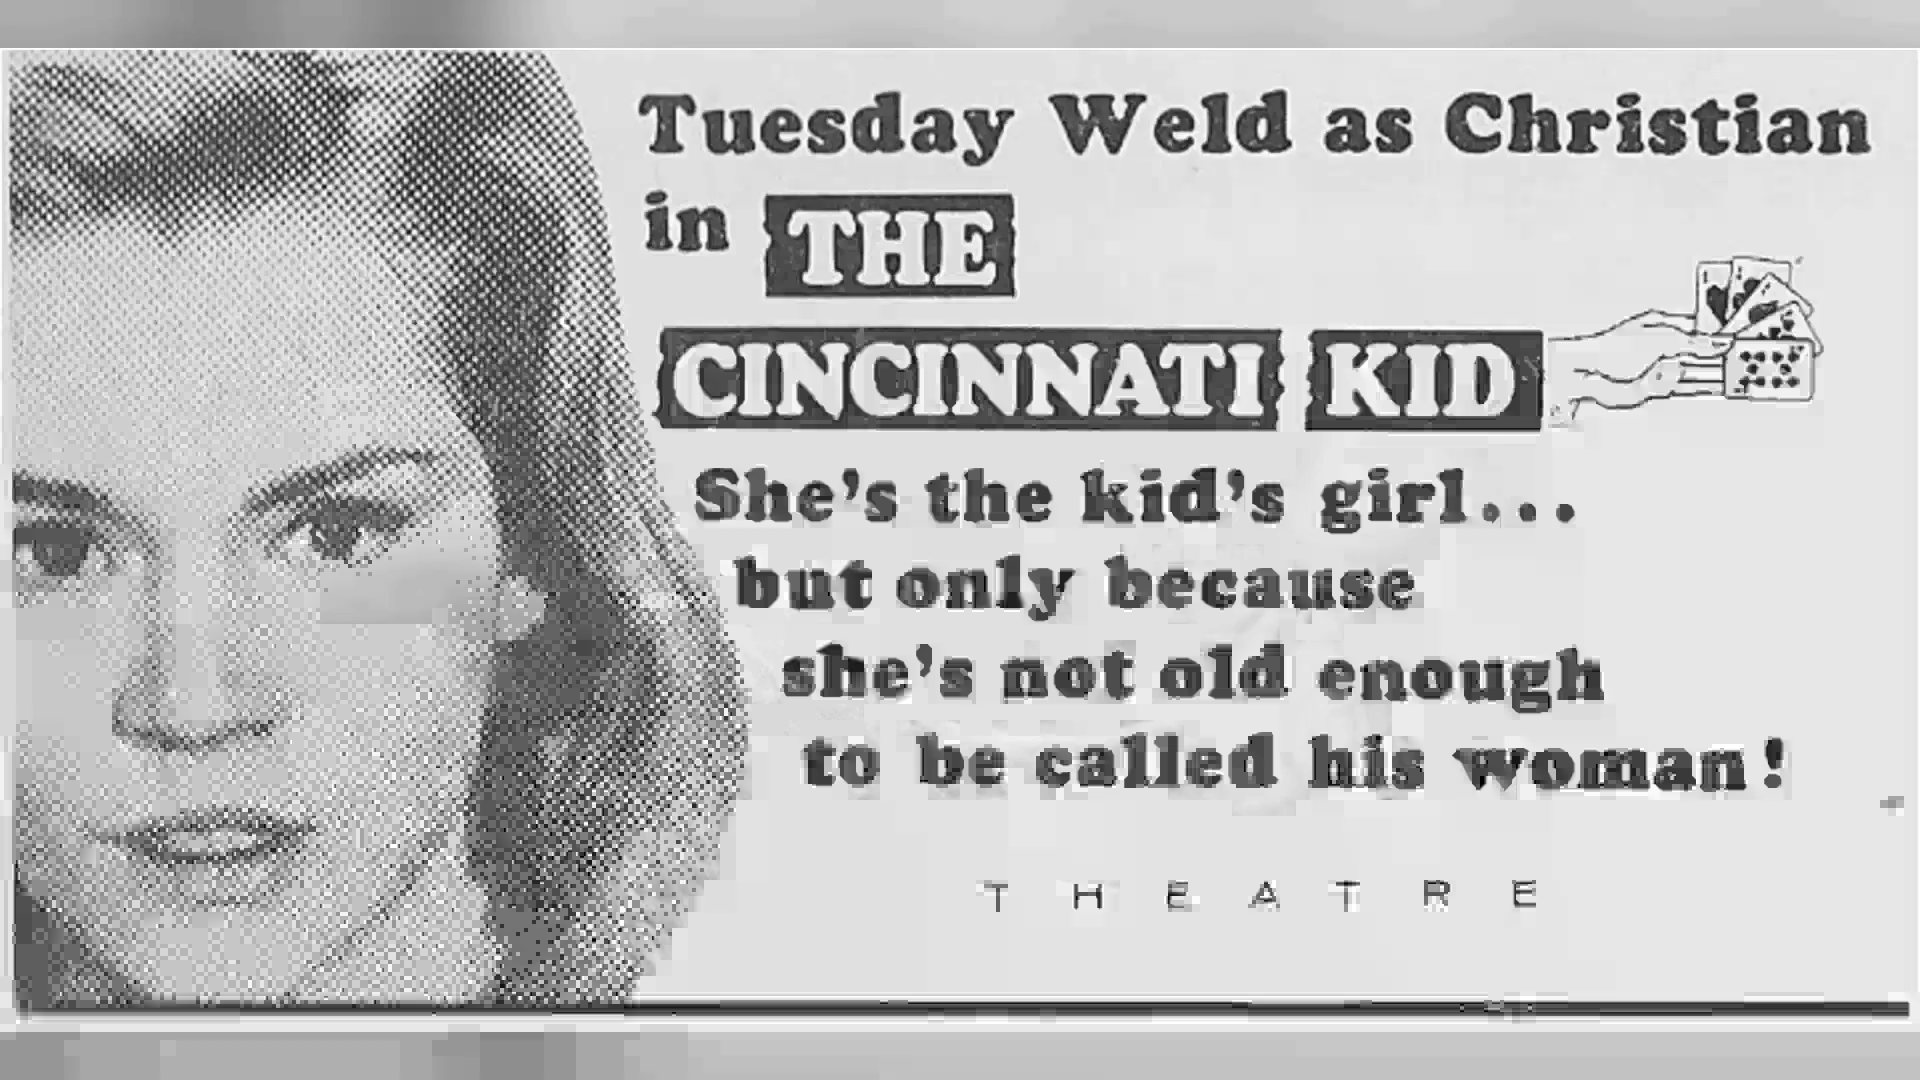 Tuesday Weld as Christian
in THE
CINCINNATI KID
She's the kid's girl...
but only because
she's not old enough
to be called his woman!
THEATRE